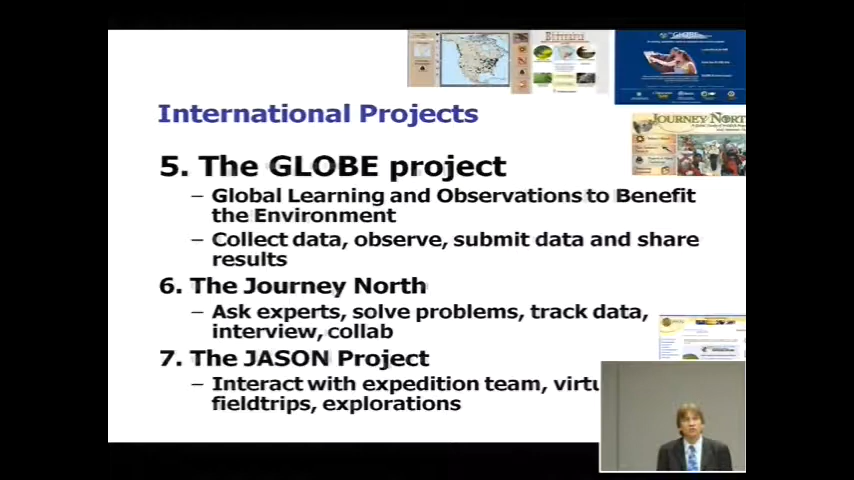 International Projects
5. The GLOBE project
– Global Learning and Observations to Benefit
the Environment
– Collect data, observe, submit data and share
results
6. The Journey North
– Ask experts, solve problems, track data,
interview, collab
7. The JASON Project
– Interact with expedition team, virtu
fieldtrips, explorations
GLOBE
JOURNEY NORT